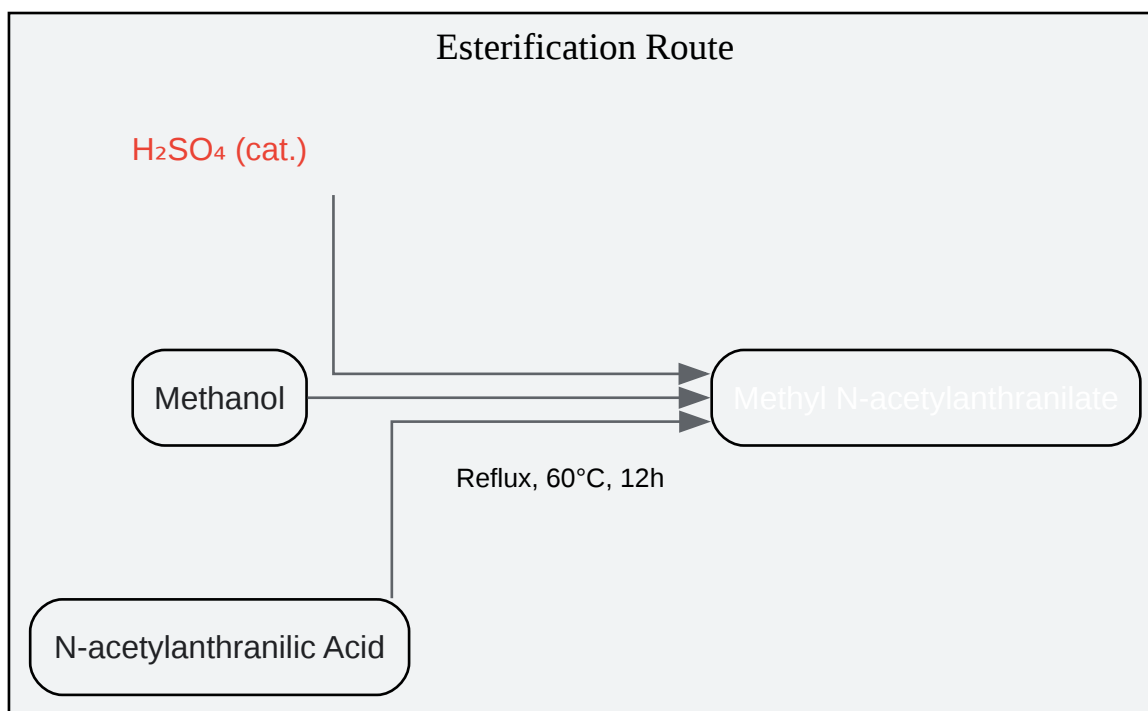 Esterification Route
H₂SO₄ (cat.)
Methanol
Methyl N-acetylanthranilate
Reflux, 60°C, 12h
N-acetylanthranilic Acid